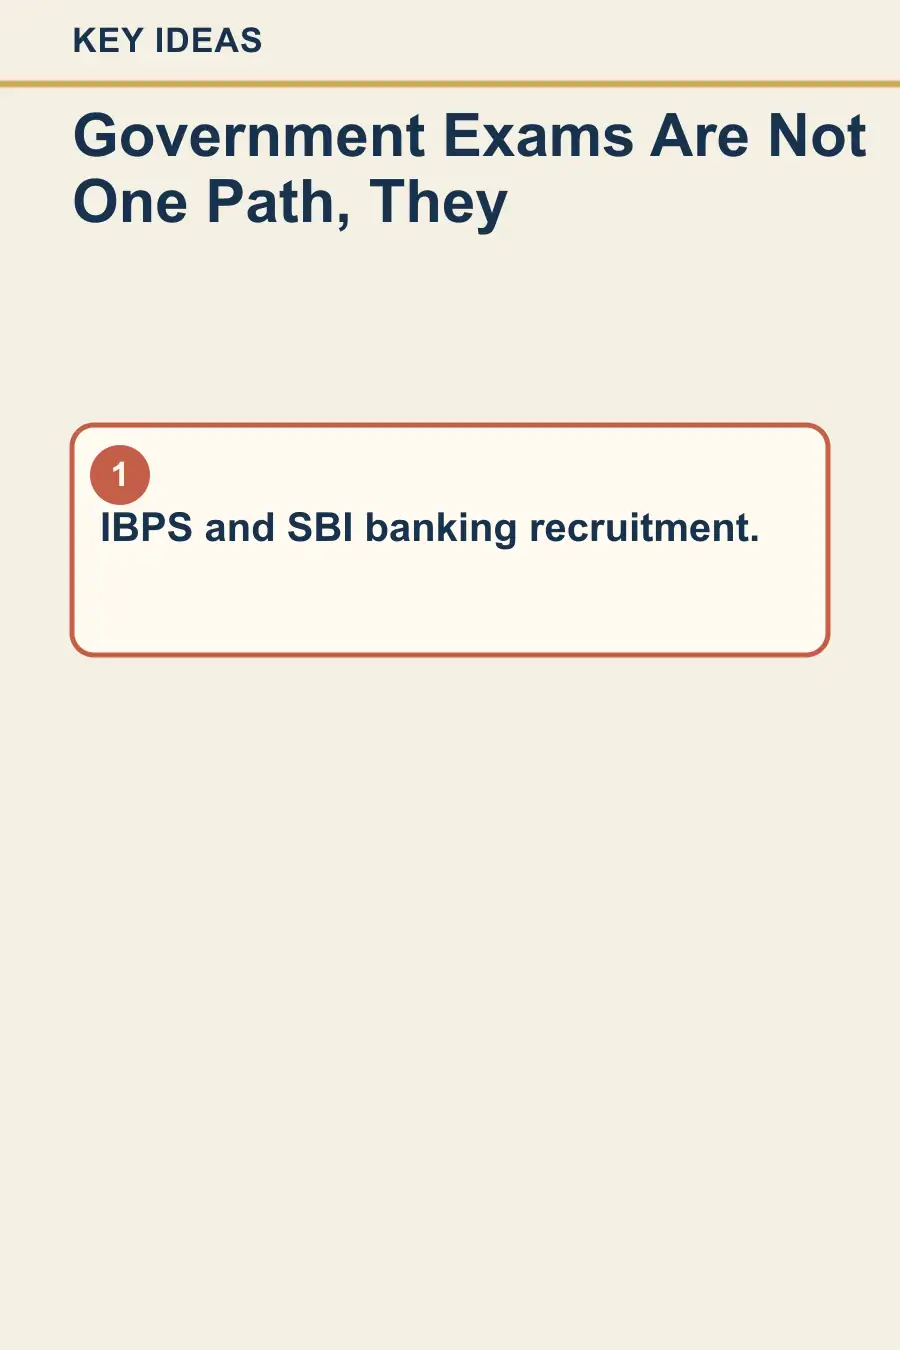 KEY IDEAS
Government Exams Are Not
One Path, They
1
IBPS and SBI banking recruitment.